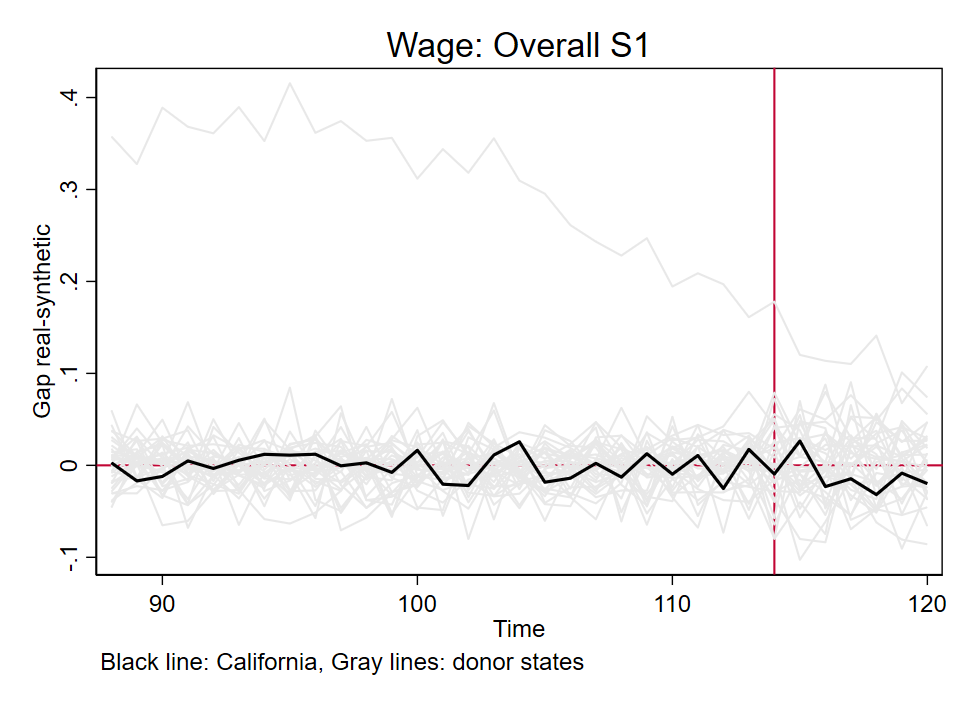 Wage: Overall S1
Gap real-synthetic
.4
.3
.2
.1
0
-.1
90
100
110
120
Time
Black line: California, Gray lines: donor states